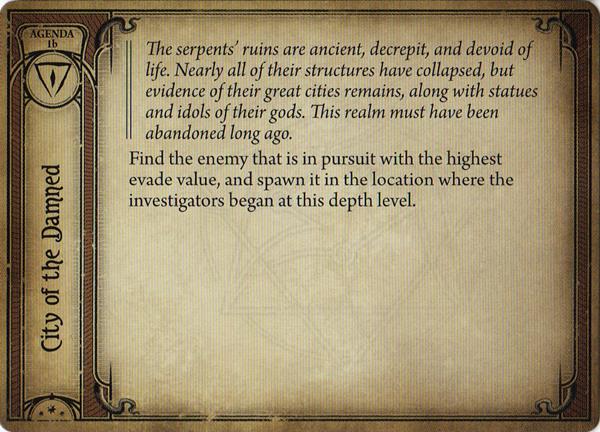 AGENDA
1b
City of the Damned
The serpents' ruins are ancient, decrepit, and devoid of
life. Nearly all of their structures have collapsed, but
evidence of their great cities remains, along with statues
and idols of their gods. This realm must have been
abandoned long ago.
Find the enemy that is in pursuit with the highest
evade value, and spawn it in the location where the
investigators began at this depth level.